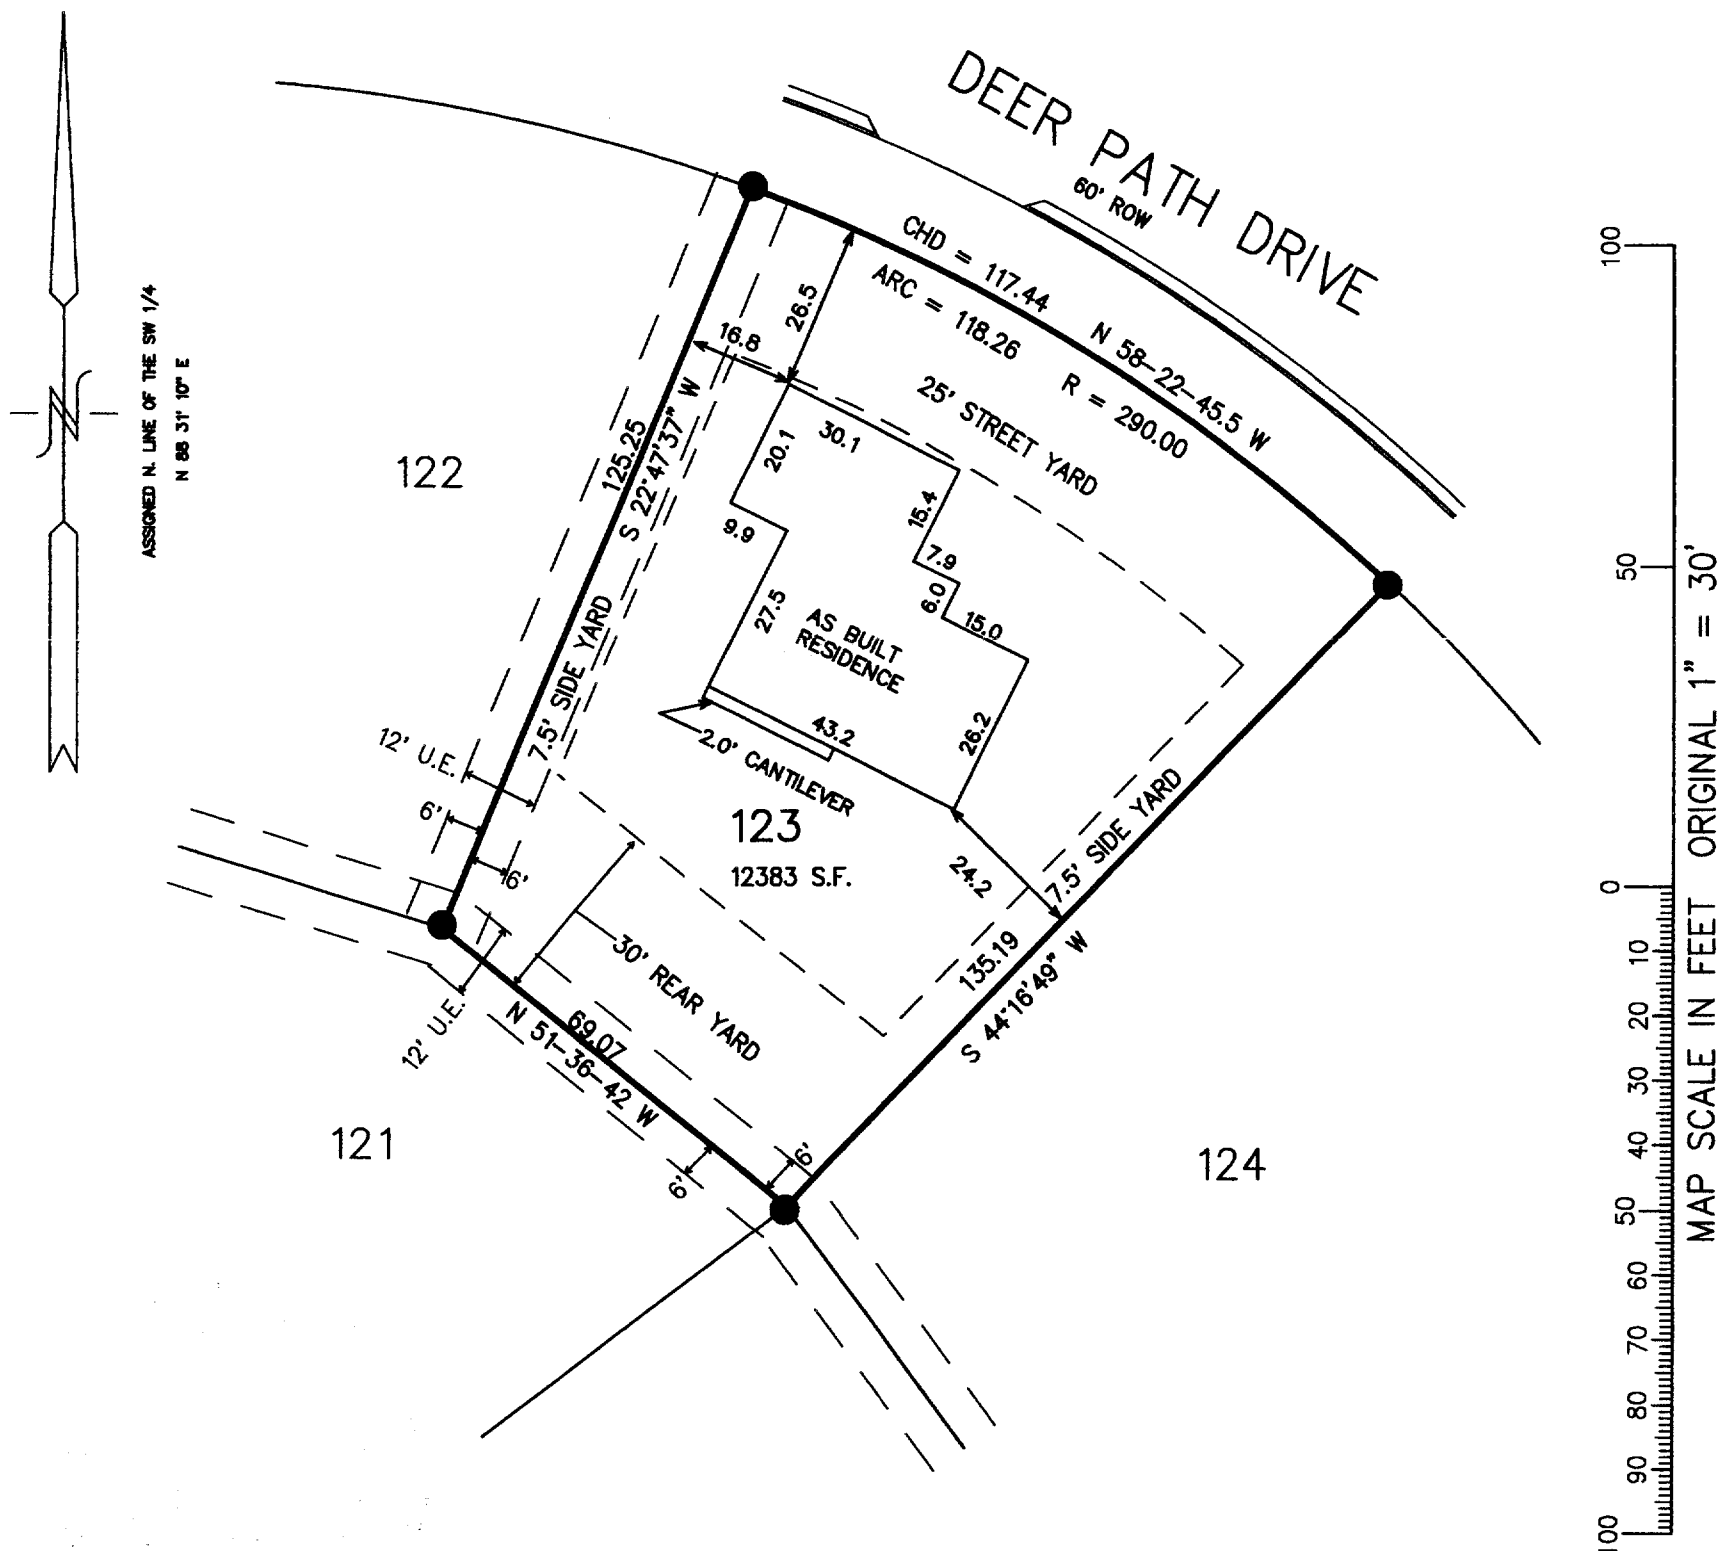 DEER PATH DRIVE
60' ROW
ASSIGNED N. LINE OF THE SW 1/4
N 88 31' 10" E
CHD = 117.44 N 58-22-45.5 W
ARC = 118.26 R = 290.00
25' STREET YARD
26.5
16.8
125.25
S 22°47'37" W
7.5' SIDE YARD
122
20.1
30.1
15.4
9.9
7.9
6.0
15.0
27.5
AS BUILT
RESIDENCE
43.2
26.2
2.0' CANTILEVER
12' U.E.
6'
6'
123
12383 S.F.
24.2
7.5' SIDE YARD
135.19
S 44°16'49" W
30' REAR YARD
12' U.E.
69.07
N 51-36-42 W
6'
6'
121
124
100
50
0
10
20
30
40
50
60
70
80
90
100
MAP SCALE IN FEET ORIGINAL 1" = 30'